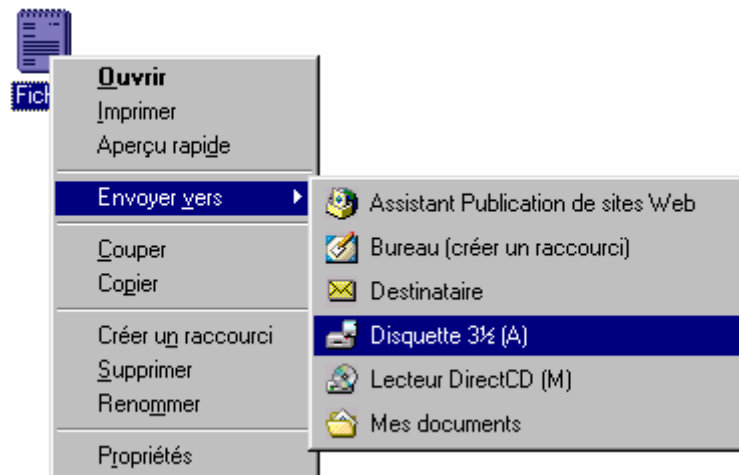 Fich
Ouvrir
Imprimer
Aperçu rapide
Envoyer vers
Couper
Copier
Créer un raccourci
Supprimer
Renommer
Propriétés
Assistant Publication de sites Web
Bureau (créer un raccourci)
Destinataire
Disquette 3½ (A)
Lecteur DirectCD (M)
Mes documents